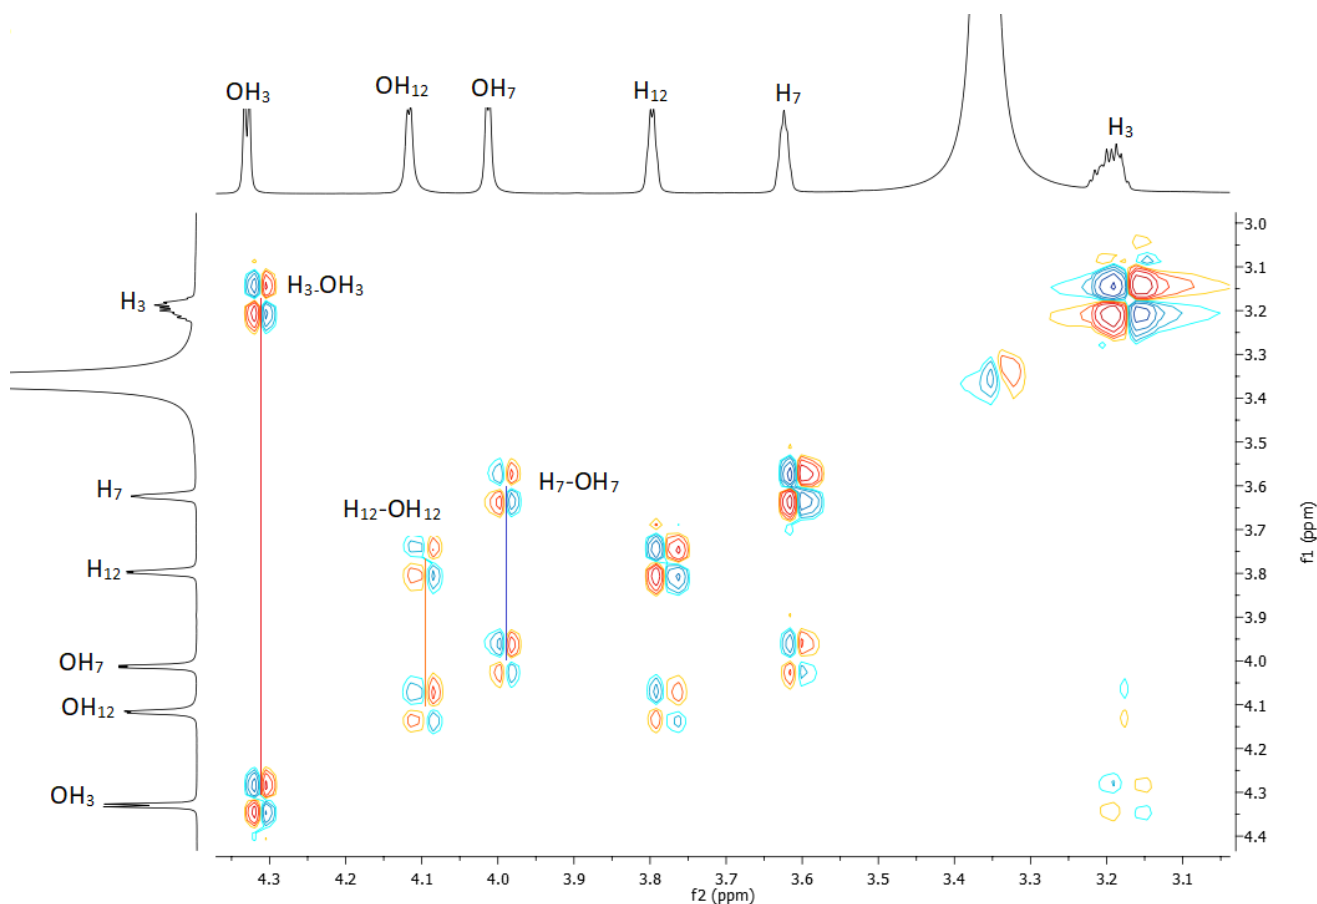 OH₃
OH₁₂
OH₇
H₁₂
H₇
H₃
H₃
H₇
H₁₂
OH₇
OH₁₂
OH₃
H₃-OH₃
H₇-OH₇
H₁₂-OH₁₂
3.0
3.1
3.2
3.3
3.4
3.5
3.6
3.7
3.8
3.9
4.0
4.1
4.2
4.3
4.4
f1 (ppm)
4.3 4.2 4.1 4.0 3.9 3.8 3.7 3.6 3.5 3.4 3.3 3.2 3.1
f2 (ppm)